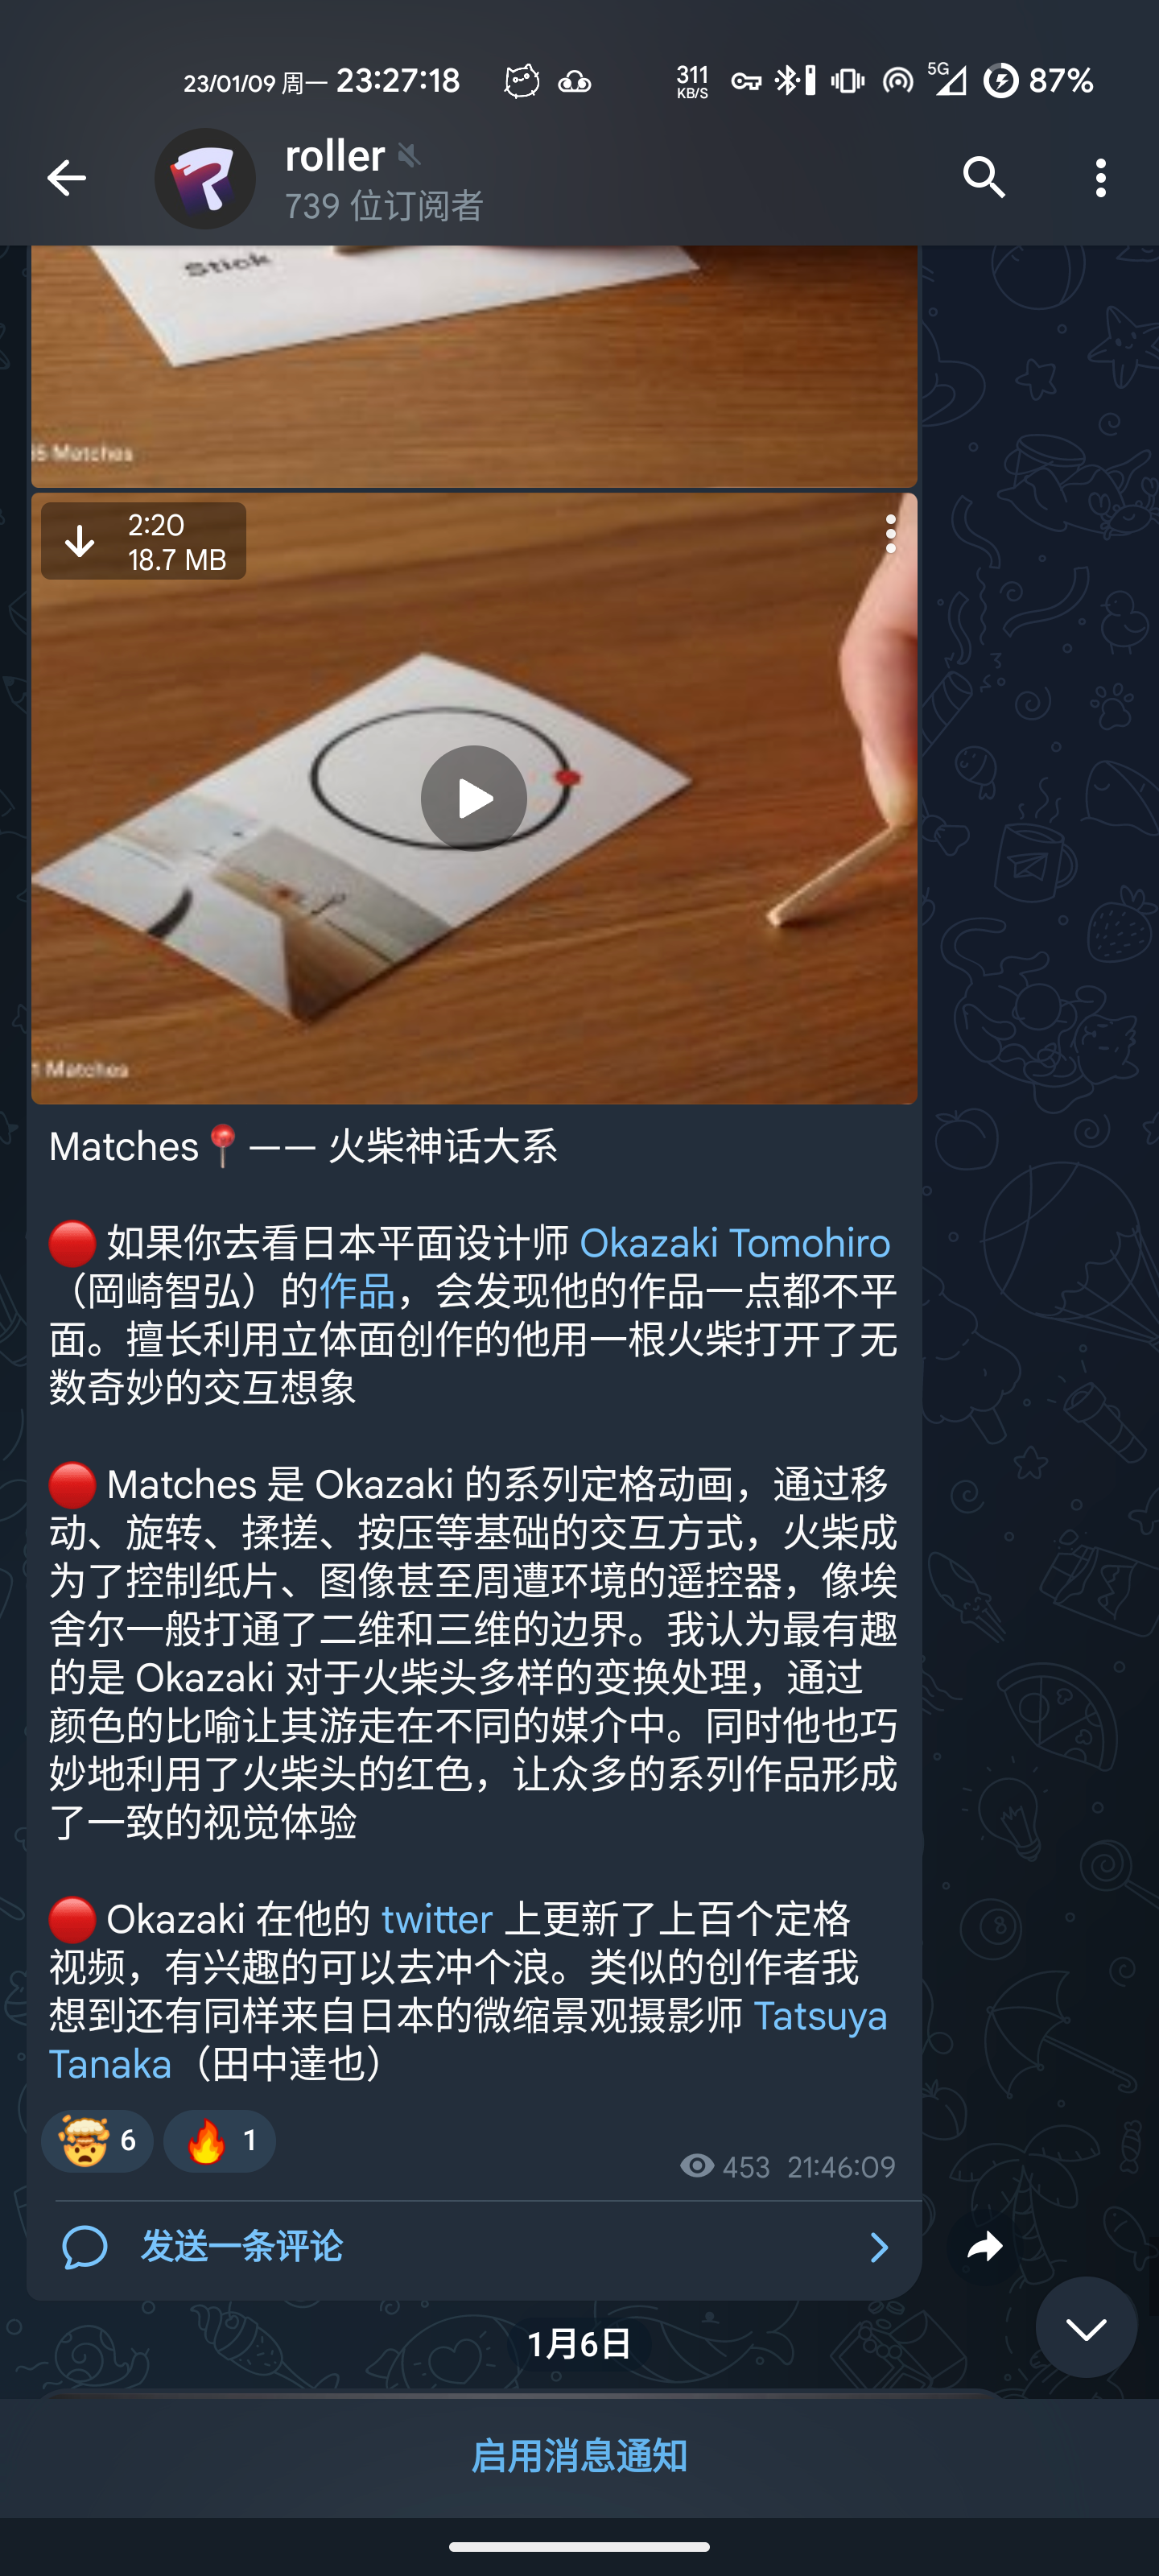 23/01/09 周一 23:27:18
311 KB/S
5G
87%
roller
739 位订阅者
Stick
Matches
2:20
18.7 MB
1 Matches
Matches📍—— 火柴神话大系
🔴 如果你去看日本平面设计师 Okazaki Tomohiro
（岡崎智弘）的作品，会发现他的作品一点都不平
面。擅长利用立体面创作的他用一根火柴打开了无
数奇妙的交互想象
🔴 Matches 是 Okazaki 的系列定格动画，通过移
动、旋转、揉搓、按压等基础的交互方式，火柴成
为了控制纸片、图像甚至周遭环境的遥控器，像埃
舍尔一般打通了二维和三维的边界。我认为最有趣
的是 Okazaki 对于火柴头多样的变换处理，通过
颜色的比喻让其游走在不同的媒介中。同时他也巧
妙地利用了火柴头的红色，让众多的系列作品形成
了一致的视觉体验
🔴 Okazaki 在他的 twitter 上更新了上百个定格
视频，有兴趣的可以去冲个浪。类似的创作者我
想到还有同样来自日本的微缩景观摄影师 Tatsuya
Tanaka（田中達也）
🤯 6 🔥 1
453 21:46:09
发送一条评论
1月6日
启用消息通知